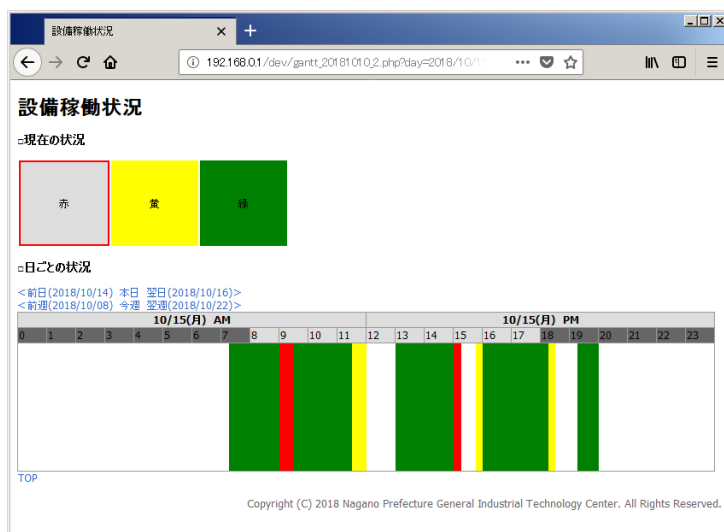 設備稼働状況
192.168.0.1/dev/gantt_20181010_2.php?day=2018/10/1
設備稼働状況
□現在の状況
赤 黄 緑
□日ごとの状況
<前日(2018/10/14) 本日 翌日(2018/10/16)>
<前週(2018/10/08) 今週 翌週(2018/10/22)>
10/15(月) AM 10/15(月) PM
0 1 2 3 4 5 6 7 8 9 10 11 12 13 14 15 16 17 18 19 20 21 22 23
TOP
Copyright (C) 2018 Nagano Prefecture General Industrial Technology Center. All Rights Reserved.